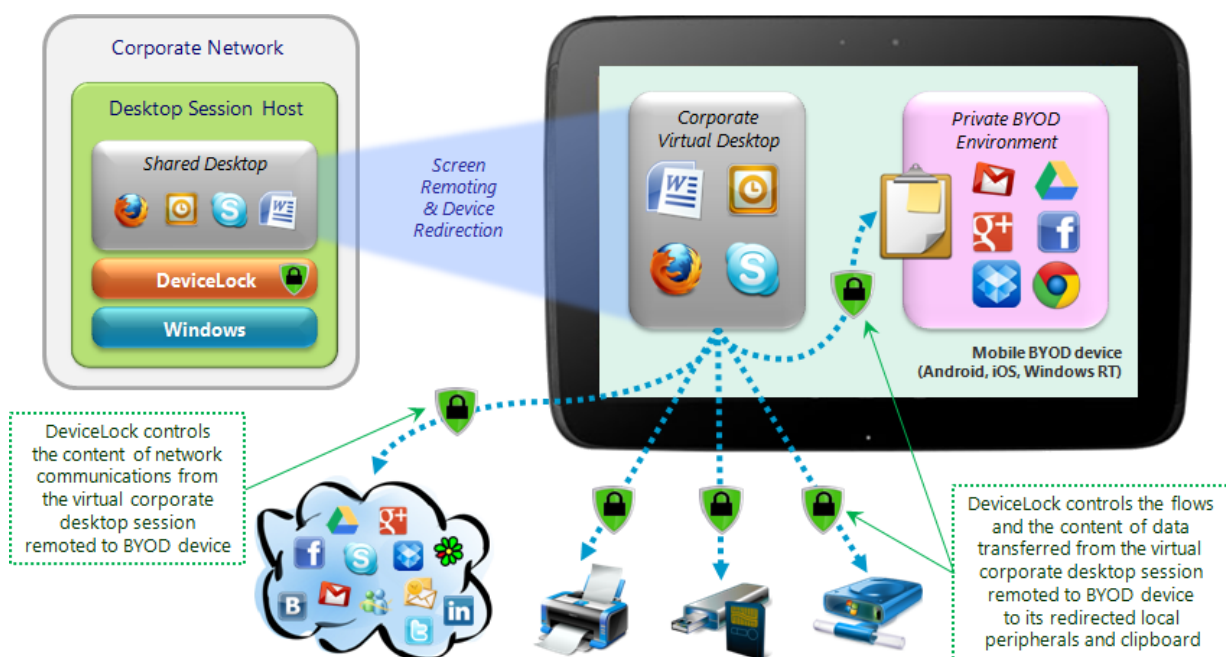 Corporate Network
Desktop Session Host
Shared Desktop
DeviceLock
Windows
Screen
Remoting
& Device
Redirection
Corporate
Virtual Desktop
Private BYOD
Environment
Mobile BYOD device
(Android, iOS, Windows RT)
DeviceLock controls
the content of network
communications from
the virtual corporate
desktop session
remoted to BYOD device
DeviceLock controls the flows
and the content of data
transferred from the virtual
corporate desktop session
remoted to BYOD device
to its redirected local
peripherals and clipboard